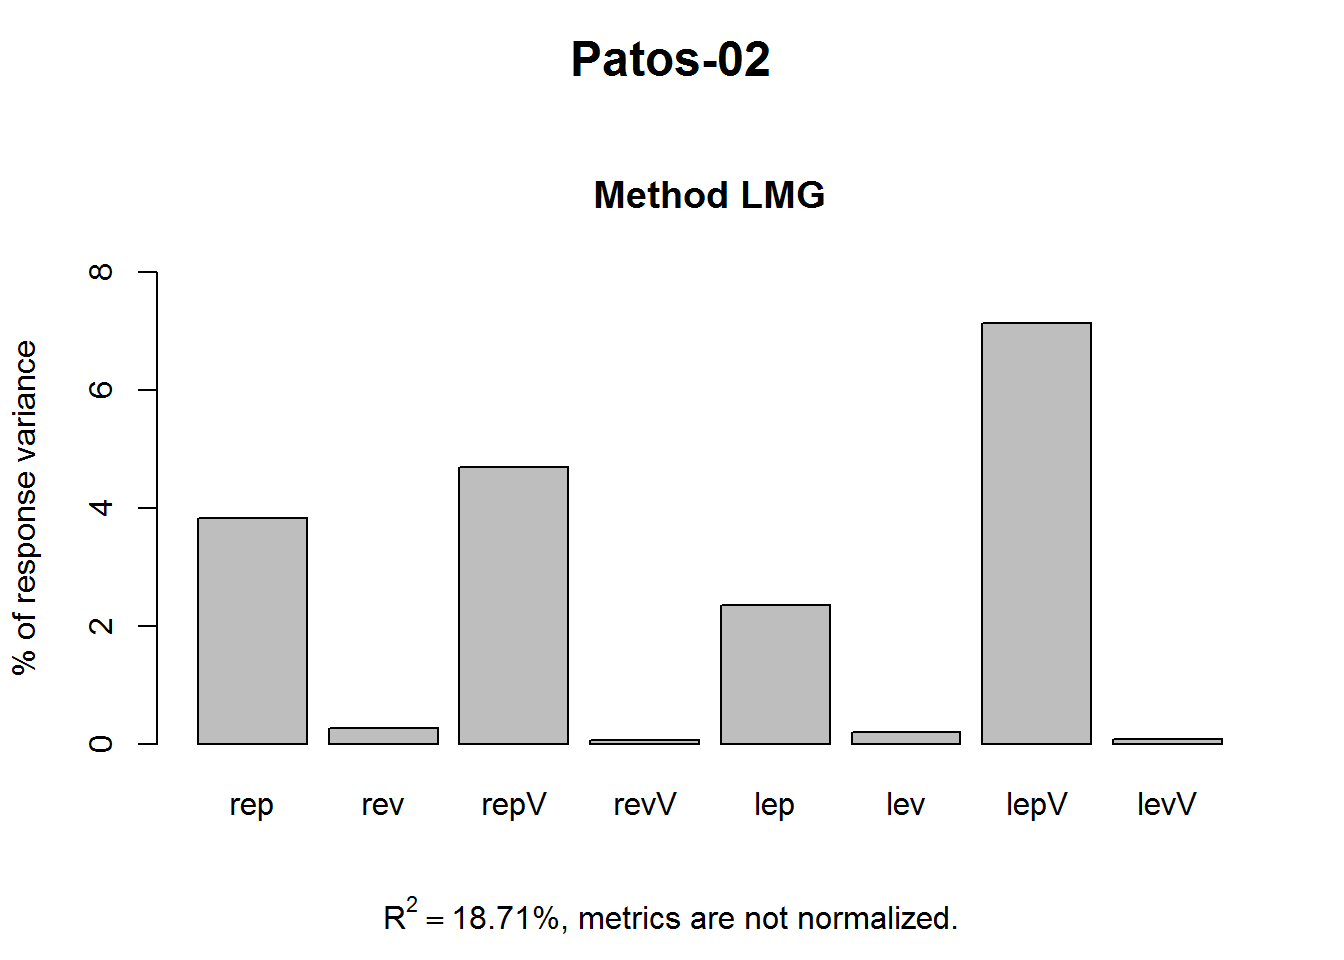 Patos-02
Method LMG
% of response variance
8
6
4
2
0
rep rev repV revV lep lev lepV levV
R² = 18.71%, metrics are not normalized.